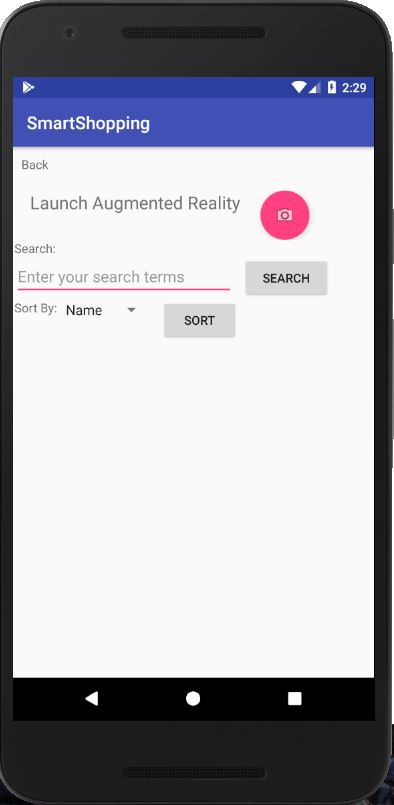 2:29
SmartShopping
Back
Launch Augmented Reality
Search:
Enter your search terms
SEARCH
Sort By: Name
SORT